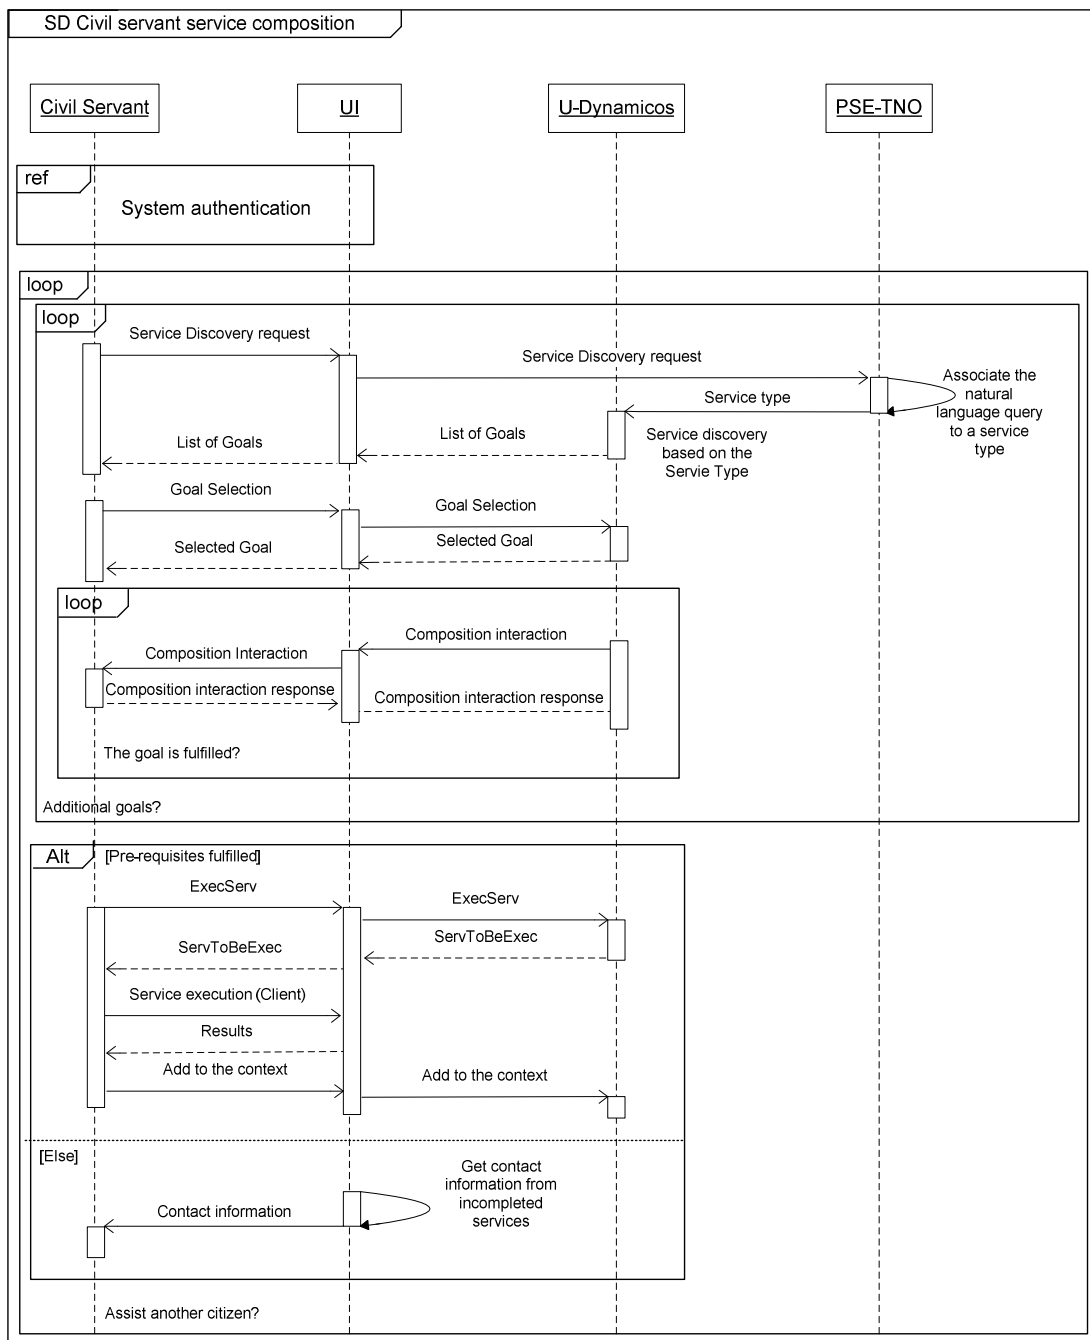 SD Civil servant service composition
Civil Servant
UI
U-Dynamicos
PSE-TNO
ref
System authentication
loop
loop
Service Discovery request
Service Discovery request
Associate the
natural
language query
to a service
type
Service type
List of Goals
List of Goals
Service discovery
based on the
Servie Type
Goal Selection
Goal Selection
Selected Goal
Selected Goal
loop
Composition interaction
Composition Interaction
Composition interaction response
Composition interaction response
The goal is fulfilled?
Additional goals?
Alt
[Pre-requisites fulfilled]
ExecServ
ExecServ
ServToBeExec
ServToBeExec
Service execution (Client)
Results
Add to the context
Add to the context
[Else]
Get contact
information from
incompleted
services
Contact information
Assist another citizen?